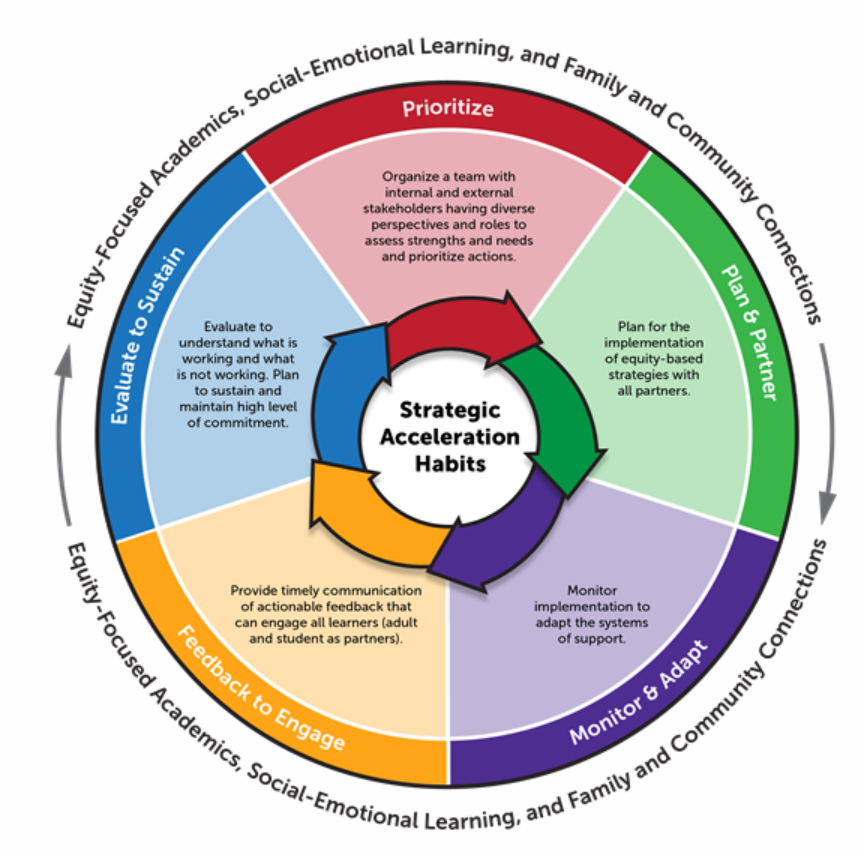 Equity-Focused Academics, Social-Emotional Learning, and Family and Community Connections
Prioritize
Organize a team with
internal and external
stakeholders having diverse
perspectives and roles to
assess strengths and needs
and prioritize actions.
Plan & Partner
Plan for the
implementation
of equity-based
strategies with
all partners.
Monitor & Adapt
Monitor
implementation to
adapt the systems
of support.
Feedback to Engage
Provide timely communication
of actionable feedback that
can engage all learners (adult
and student as partners).
Evaluate to Sustain
Evaluate to
understand what is
working and what
is not working. Plan
to sustain and
maintain high level
of commitment.
Strategic
Acceleration
Habits
Equity-Focused Academics, Social-Emotional Learning, and Family and Community Connections